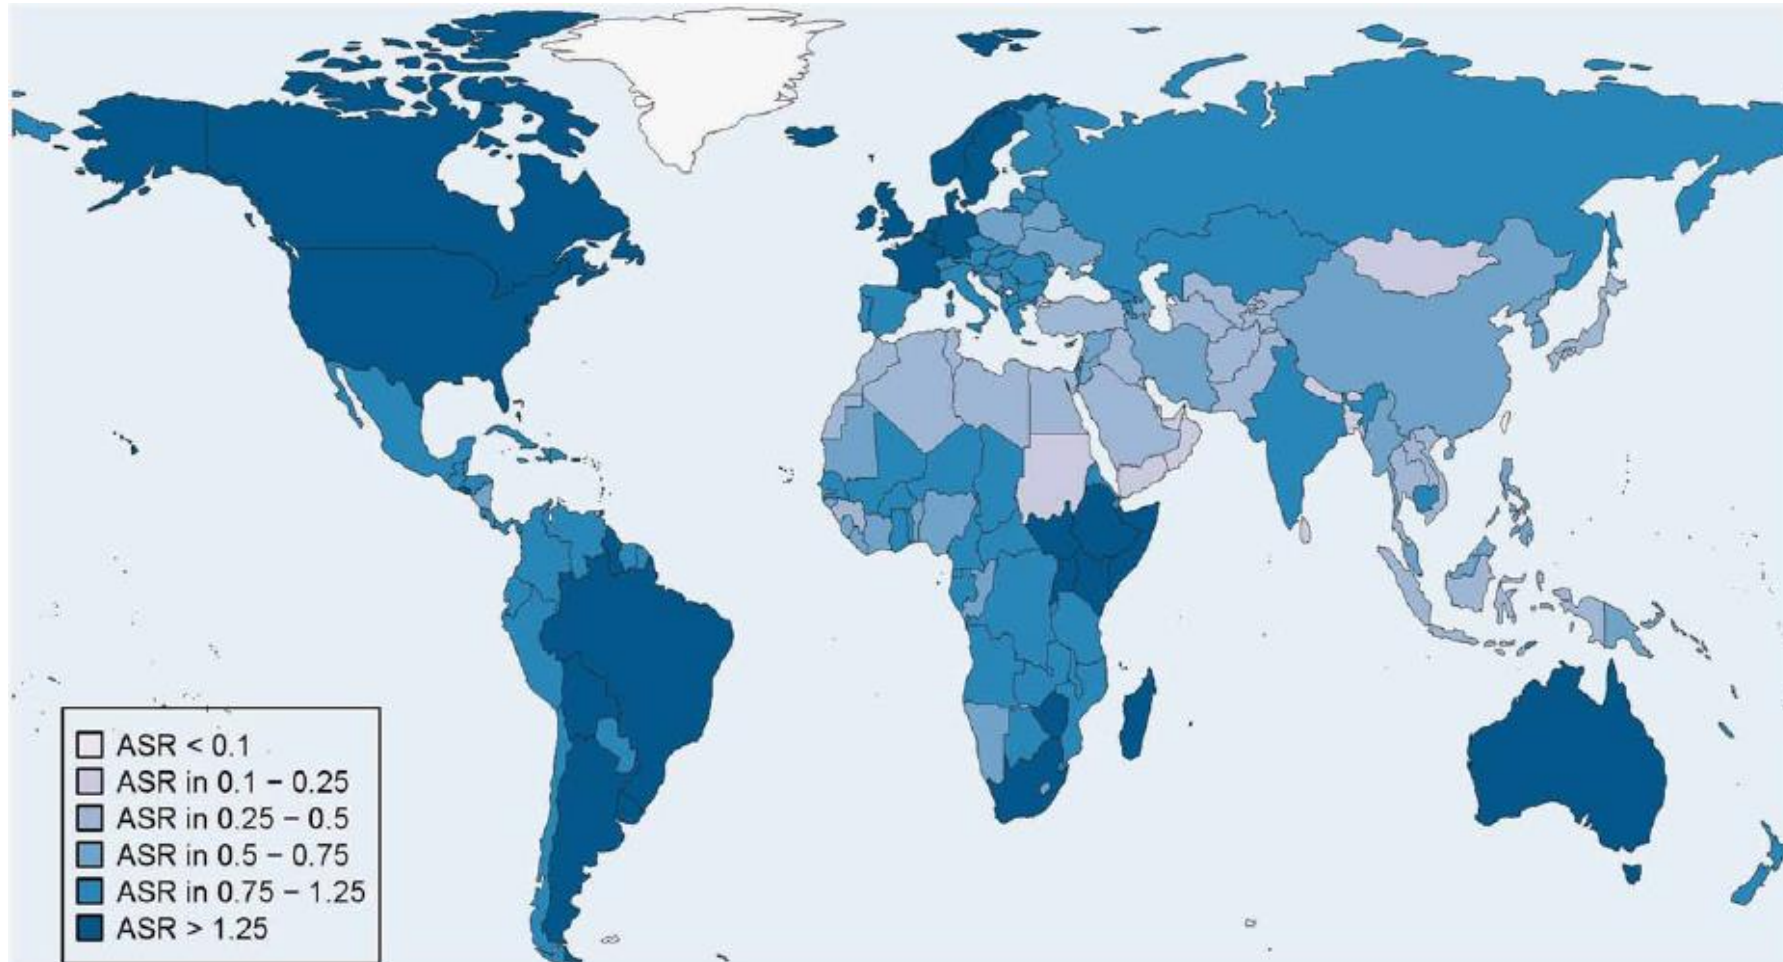 ASR < 0.1
ASR in 0.1 – 0.25
ASR in 0.25 – 0.5
ASR in 0.5 – 0.75
ASR in 0.75 – 1.25
ASR > 1.25